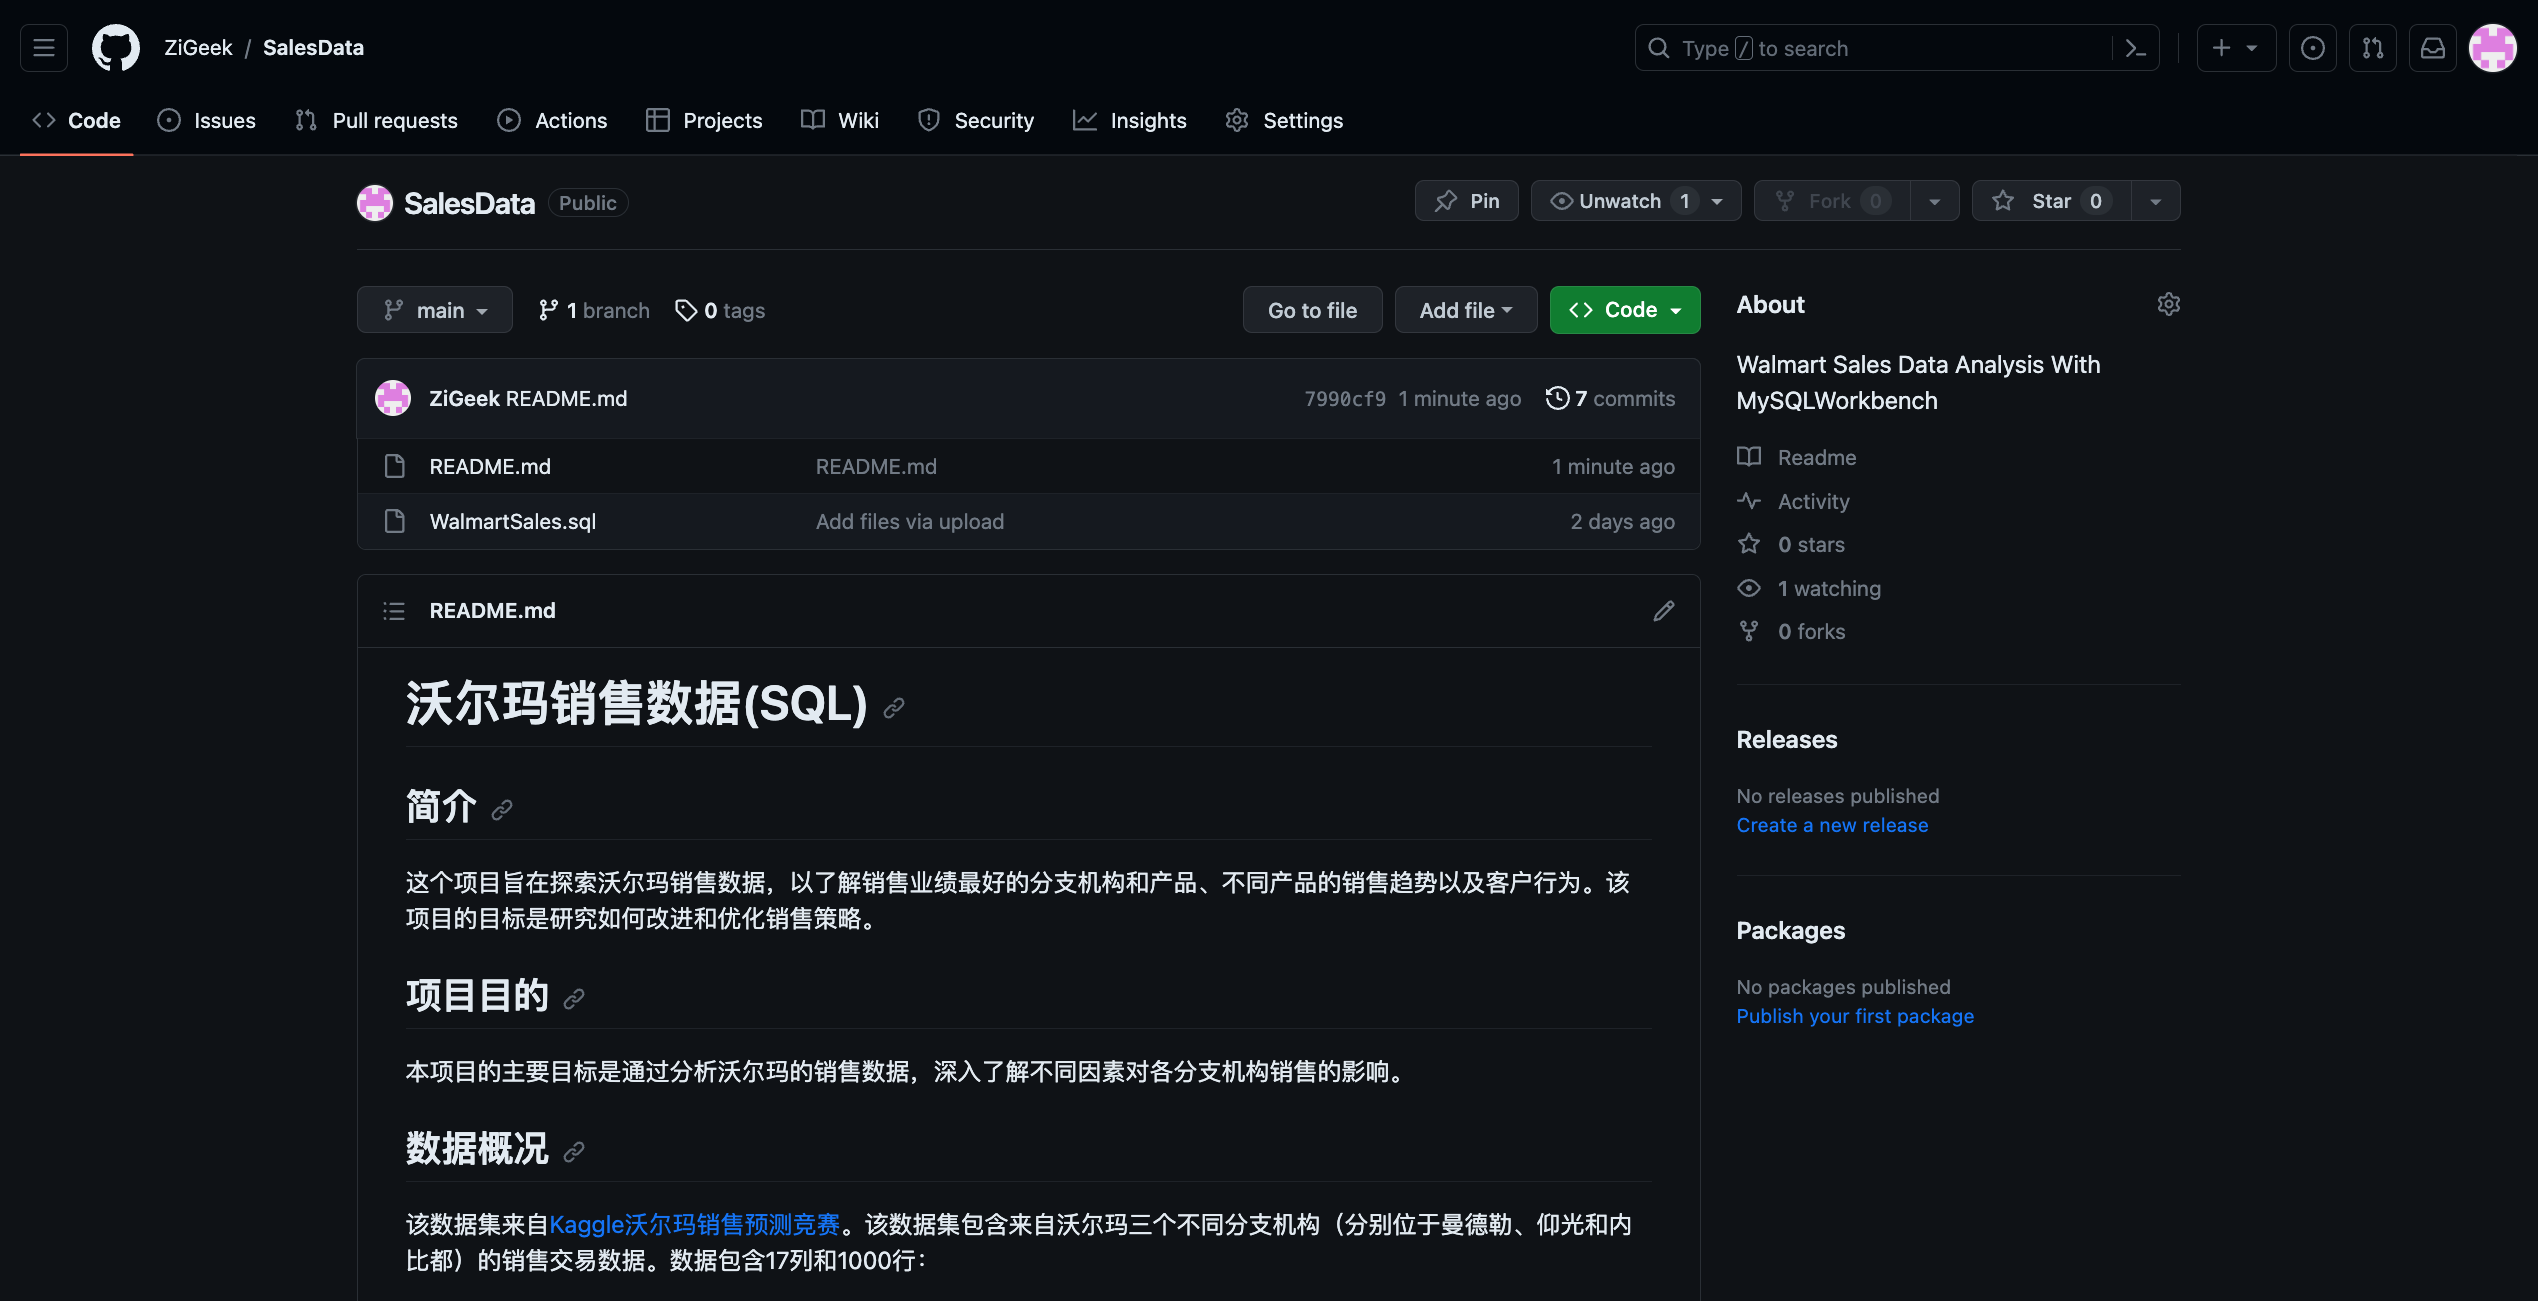 ZiGeek / SalesData
Type / to search
Code
Issues
Pull requests
Actions
Projects
Wiki
Security
Insights
Settings
SalesData Public
Pin
Unwatch 1
Fork 0
Star 0
main
1 branch
0 tags
Go to file
Add file
Code
ZiGeek README.md 7990cf9 1 minute ago 7 commits
README.md README.md 1 minute ago
WalmartSales.sql Add files via upload 2 days ago
README.md
沃尔玛销售数据(SQL)
简介
这个项目旨在探索沃尔玛销售数据，以了解销售业绩最好的分支机构和产品、不同产品的销售趋势以及客户行为。该
项目的目标是研究如何改进和优化销售策略。
项目目的
本项目的主要目标是通过分析沃尔玛的销售数据，深入了解不同因素对各分支机构销售的影响。
数据概况
该数据集来自Kaggle沃尔玛销售预测竞赛。该数据集包含来自沃尔玛三个不同分支机构（分别位于曼德勒、仰光和内
比都）的销售交易数据。数据包含17列和1000行：
About
Walmart Sales Data Analysis With
MySQLWorkbench
Readme
Activity
0 stars
1 watching
0 forks
Releases
No releases published
Create a new release
Packages
No packages published
Publish your first package